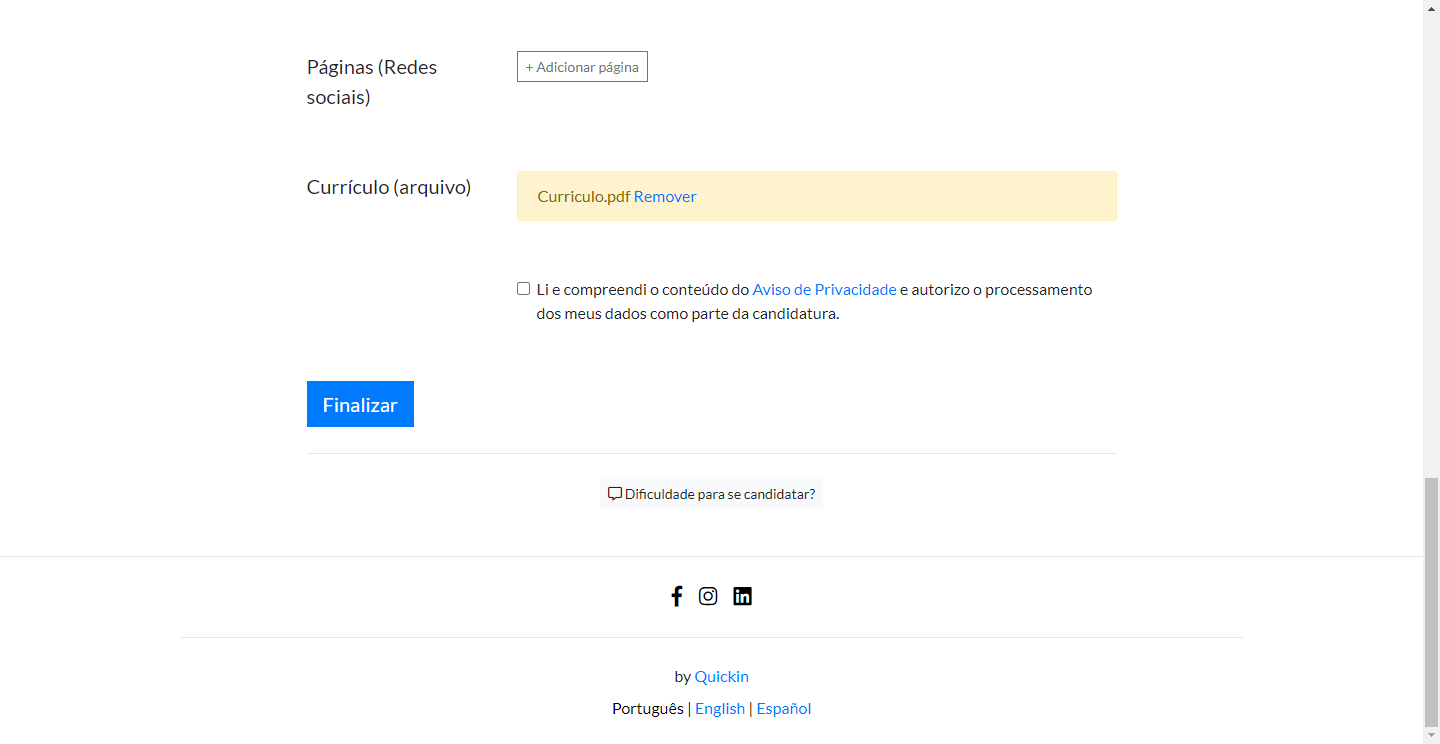 Páginas (Redes
sociais)
+ Adicionar página
Currículo (arquivo)
Curriculo.pdf Remover
Li e compreendi o conteúdo do Aviso de Privacidade e autorizo o processamento
dos meus dados como parte da candidatura.
Finalizar
Dificuldade para se candidatar?
by Quickin
Português | English | Español